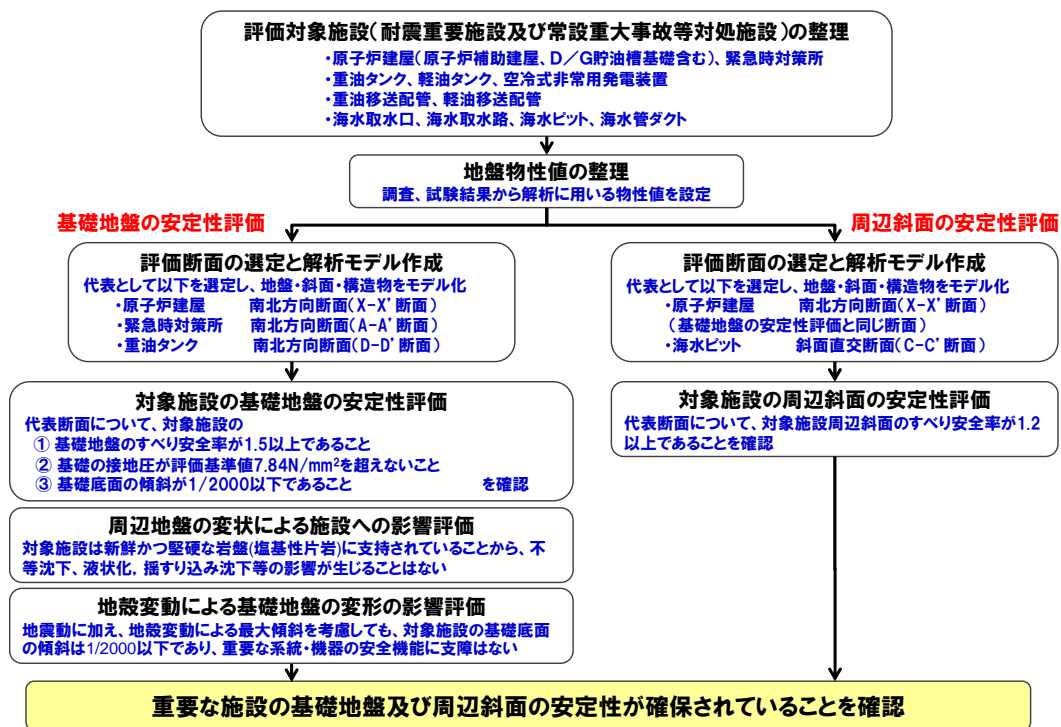 評価対象施設(耐震重要施設及び常設重大事故等対処施設)の整理
・原子炉建屋(原子炉補助建屋、D/G貯油槽基礎含む)、緊急時対策所
・重油タンク、軽油タンク、空冷式非常用発電装置
・重油移送配管、軽油移送配管
・海水取水口、海水取水路、海水ピット、海水管ダクト
地盤物性値の整理
調査、試験結果から解析に用いる物性値を設定
基礎地盤の安定性評価
評価断面の選定と解析モデル作成
代表として以下を選定し、地盤・斜面・構造物をモデル化
・原子炉建屋 南北方向断面(X-X'断面)
・緊急時対策所 南北方向断面(A-A'断面)
・重油タンク 南北方向断面(D-D'断面)
対象施設の基礎地盤の安定性評価
代表断面について、対象施設の
① 基礎地盤のすべり安全率が1.5以上であること
② 基礎の接地圧が評価基準値7.84N/mm²を超えないこと
③ 基礎底面の傾斜が1/2000以下であること を確認
周辺地盤の変状による施設への影響評価
対象施設は新鮮かつ堅硬な岩盤(塩基性片岩)に支持されていることから、不
等沈下、液状化，揺すり込み沈下等の影響が生じることはない
地殻変動による基礎地盤の変形の影響評価
地震動に加え、地殻変動による最大傾斜を考慮しても、対象施設の基礎底面
の傾斜は1/2000以下であり、重要な系統・機器の安全機能に支障はない
周辺斜面の安定性評価
評価断面の選定と解析モデル作成
代表として以下を選定し、地盤・斜面・構造物をモデル化
・原子炉建屋 南北方向断面(X-X'断面)
(基礎地盤の安定性評価と同じ断面)
・海水ピット 斜面直交断面(C-C'断面)
対象施設の周辺斜面の安定性評価
代表断面について、対象施設周辺斜面のすべり安全率が1.2
以上であることを確認
重要な施設の基礎地盤及び周辺斜面の安定性が確保されていることを確認